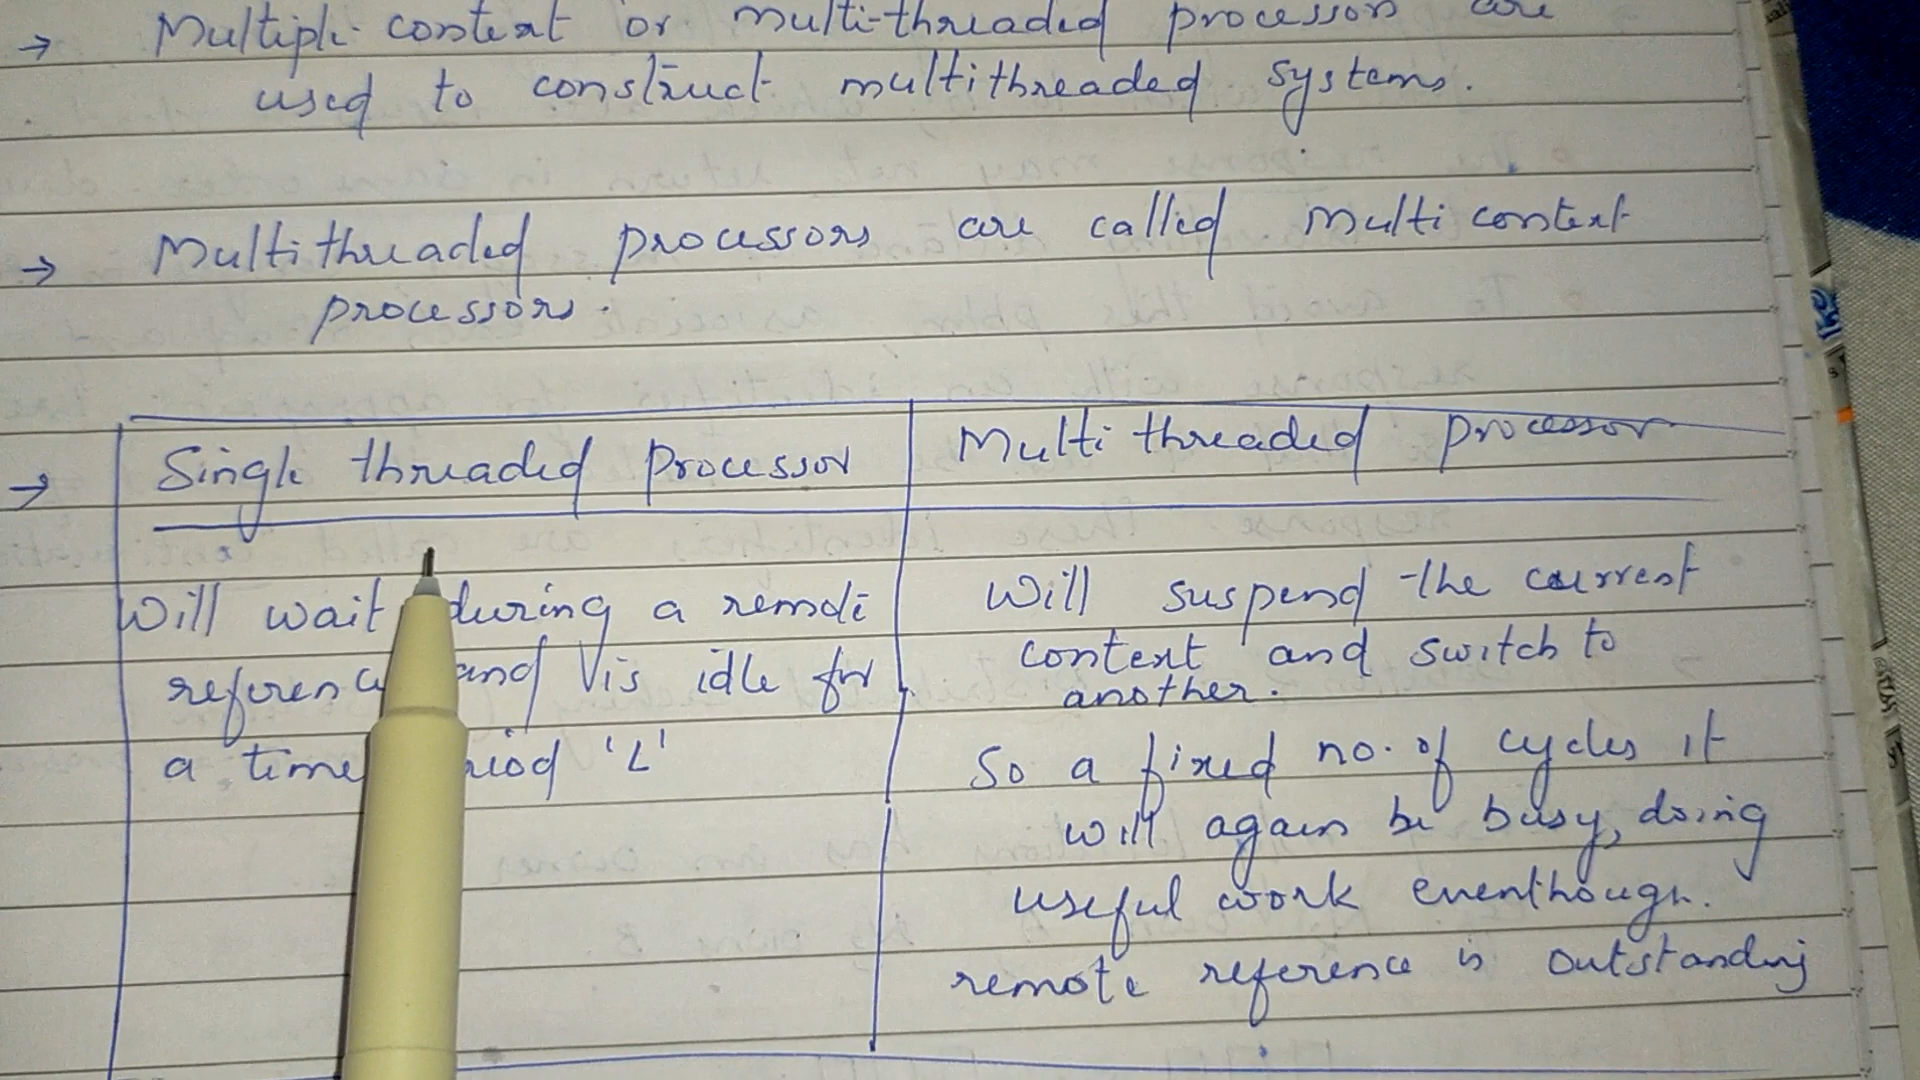 → Multiple context or multi-threaded processors are
used to construct multithreaded systems.
→ Multithreaded processors are called multicontext
processors.
→ Single threaded Processor | Multi threaded processor
Will wait during a remote
reference and is idle for
a time 'L'
Will suspend the current
context and switch to
another.
So a fixed no. of cycles it
will again be busy, doing
useful work eventhough.
remote reference is outstanding